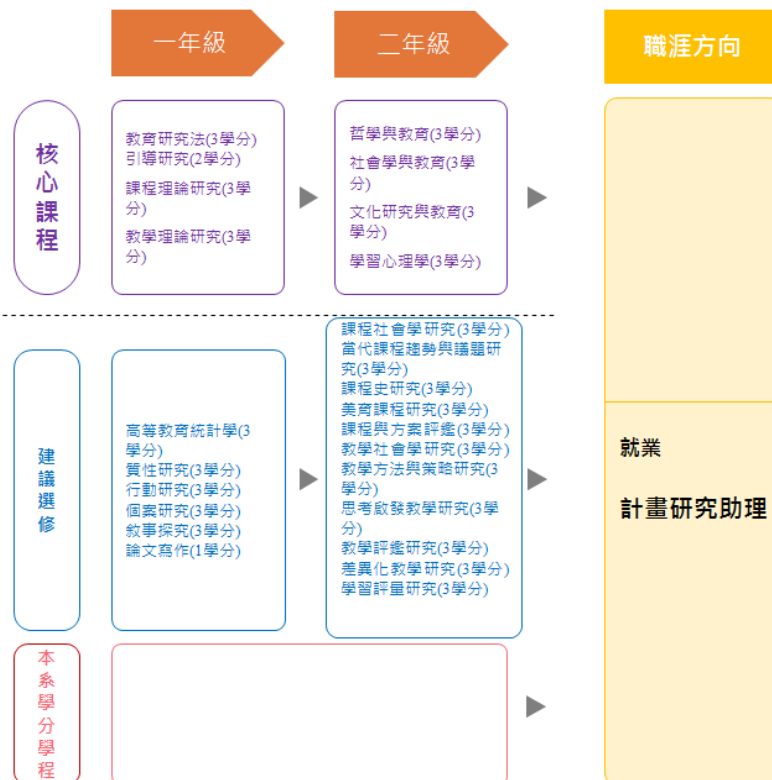 一年級
二年級
職涯方向
核心課程
教育研究法(3學分)
引導研究(2學分)
課程理論研究(3學
分)
教學理論研究(3學
分)
哲學與教育(3學分)
社會學與教育(3學
分)
文化研究與教育(3
學分)
學習心理學(3學分)
建議選修
高等教育統計學(3
學分)
質性研究(3學分)
行動研究(3學分)
個案研究(3學分)
敘事探究(3學分)
論文寫作(1學分)
課程社會學研究(3學分)
當代課程趨勢與議題研
究(3學分)
課程史研究(3學分)
美育課程研究(3學分)
課程與方案評鑑(3學分)
教學社會學研究(3學分)
教學方法與策略研究(3
學分)
思考啟發教學研究(3學
分)
教學評鑑研究(3學分)
差異化教學研究(3學分)
學習評量研究(3學分)
就業
計畫研究助理
本系學分學程